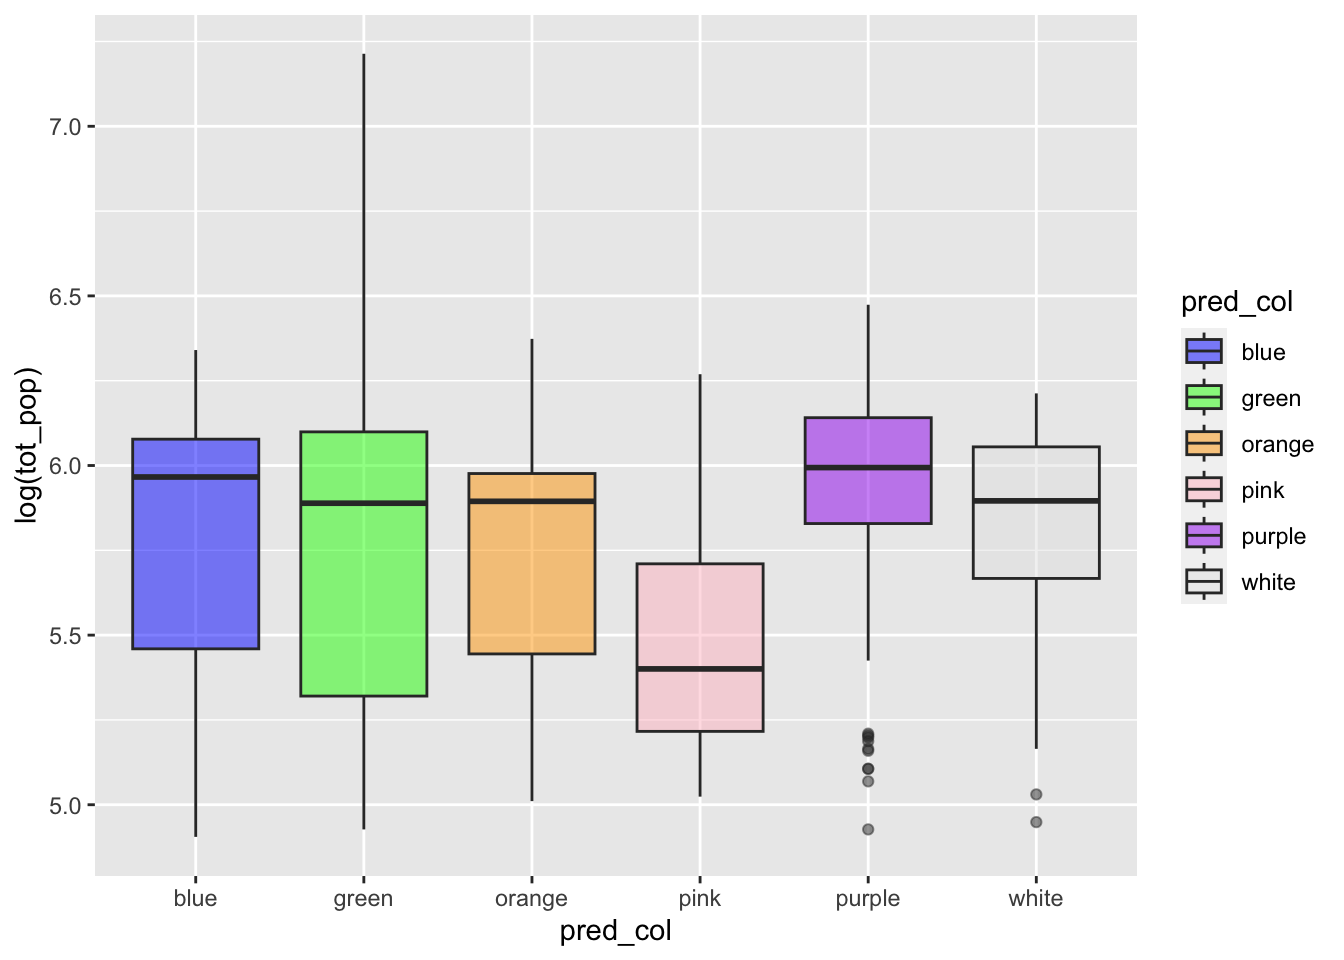 log(tot_pop)
7.0
6.5
6.0
5.5
5.0
blue
green
orange
pink
purple
white
pred_col
pred_col
blue
green
orange
pink
purple
white